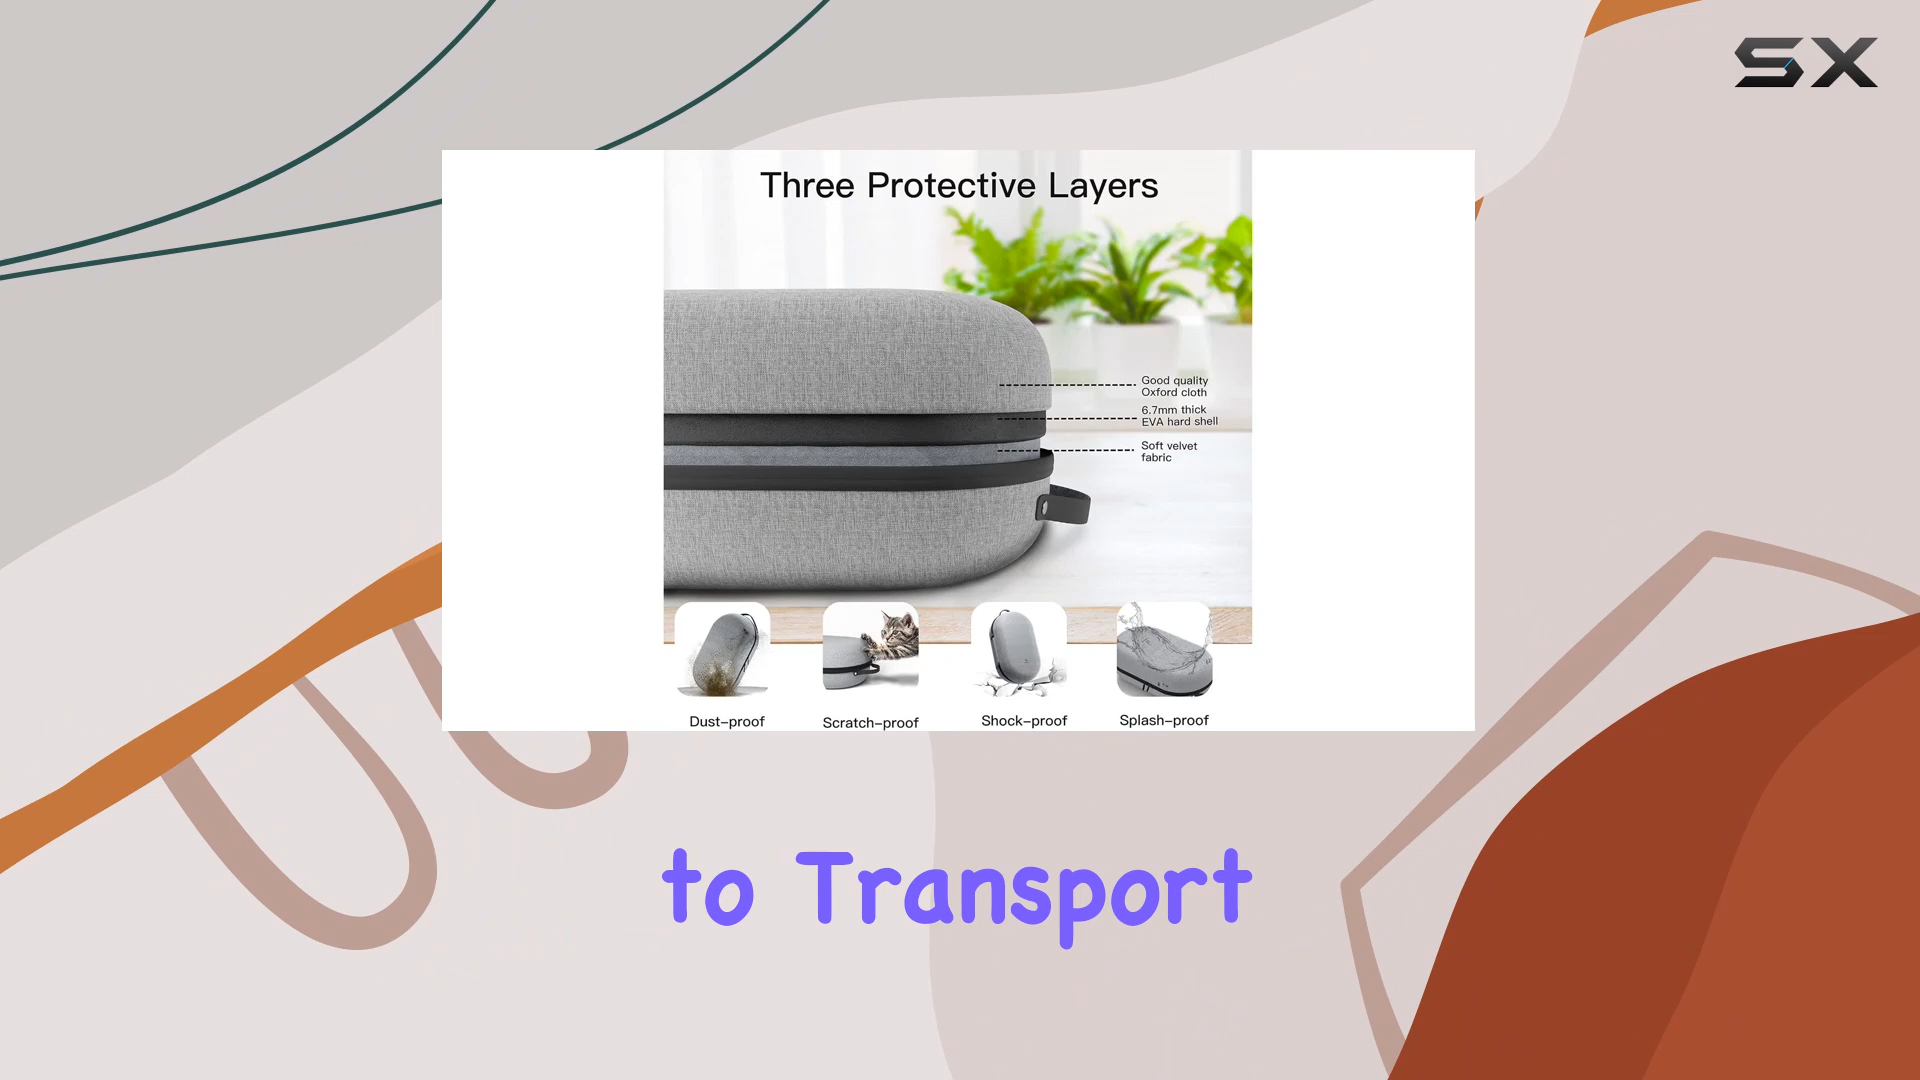 SX
Three Protective Layers
Good quality
Oxford cloth
6.7mm thick
EVA hard shell
Soft velvet
fabric
Dust-proof
Scratch-proof
Shock-proof
Splash-proof
to Transport